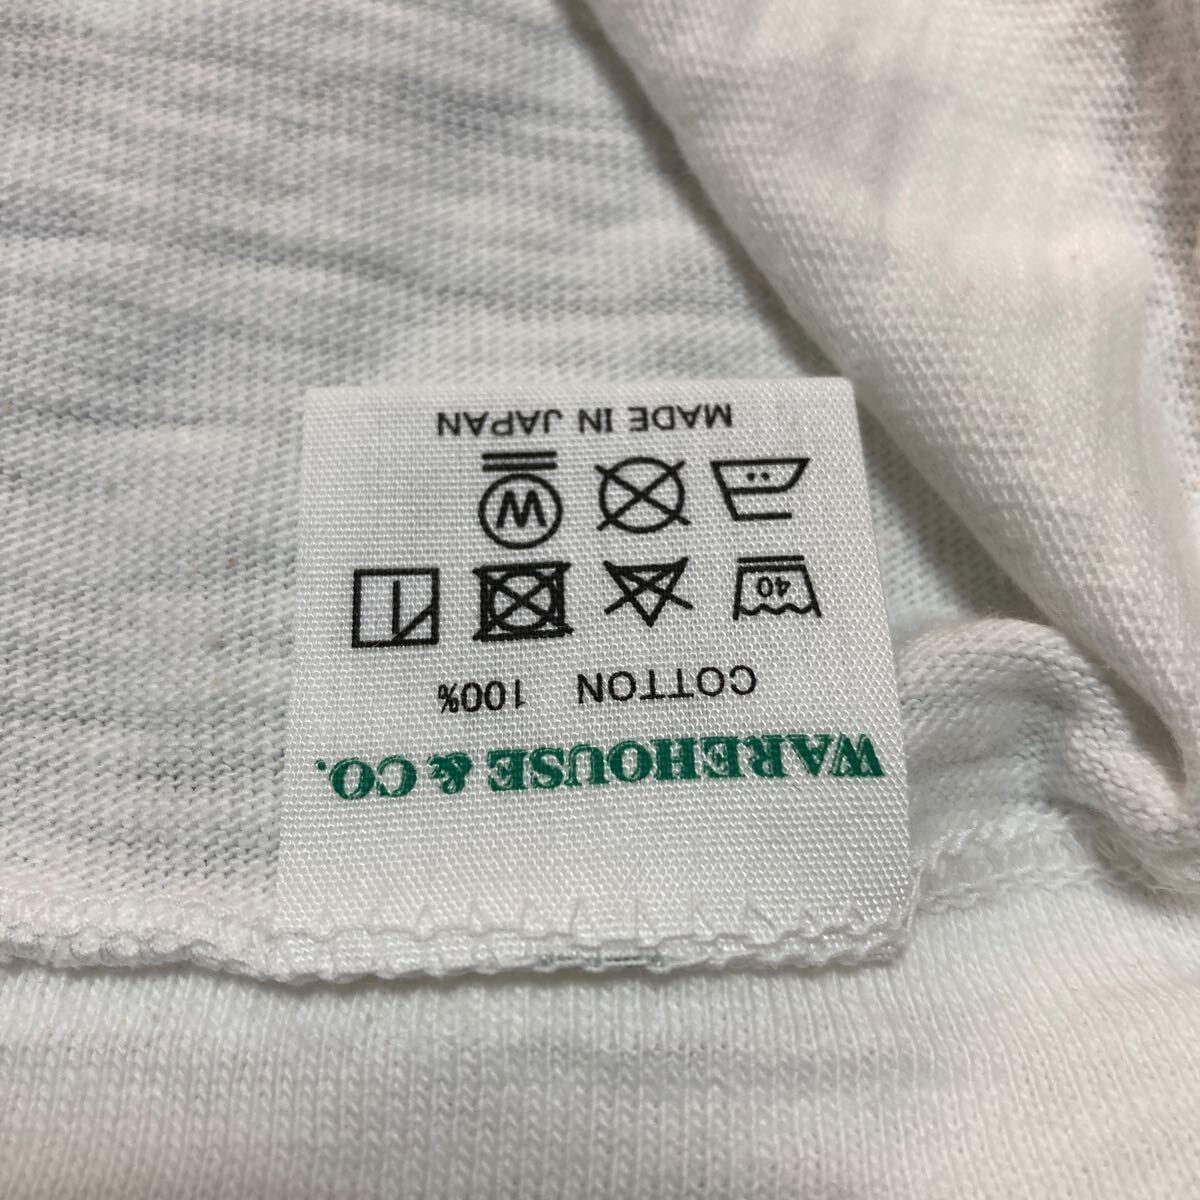 WAREHOUSE & CO.
COTTON 100%
40
W
MADE IN JAPAN